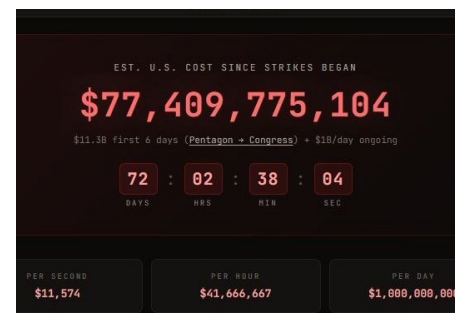 EST. U.S. COST SINCE STRIKES BEGAN
$77,409,775,104
$11.3B first 6 days (Pentagon → Congress) + $1B/day ongoing
72 : 02 : 38 : 04
DAYS HRS MIN SEC
PER SECOND PER HOUR PER DAY
$11,574 $41,666,667 $1,000,000,000